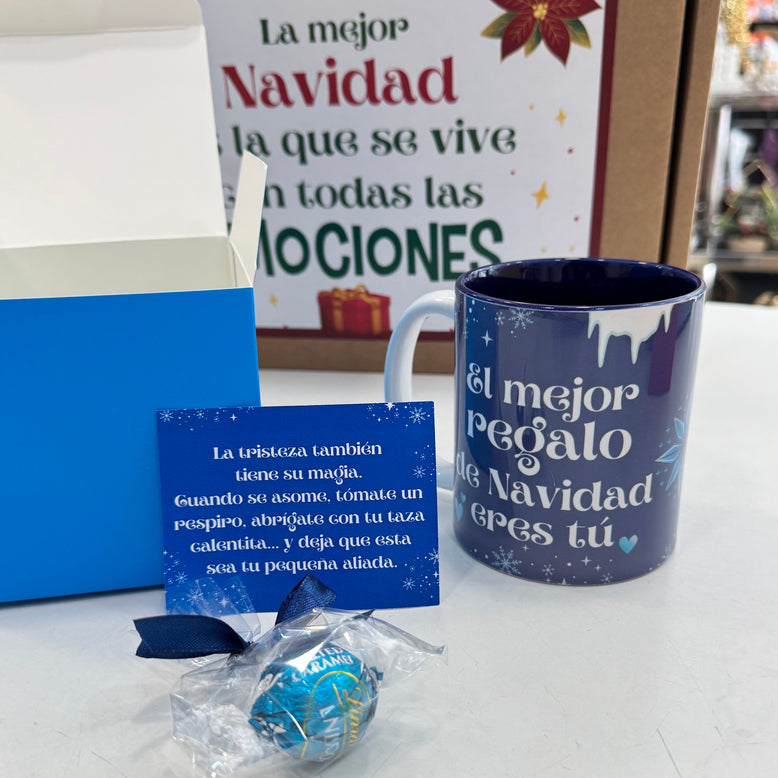 La mejor
Navidad
s la que se vive
n todas las
MOCIONES
El mejor
regalo
de Navidad
eres tú
La tristeza también
tiene su magia.
Cuando se asome, tómate un
respiro, abrígate con tu taza
calentita... y deja que esta
sea tu pequeña aliada.
CARAMEL
Lindt